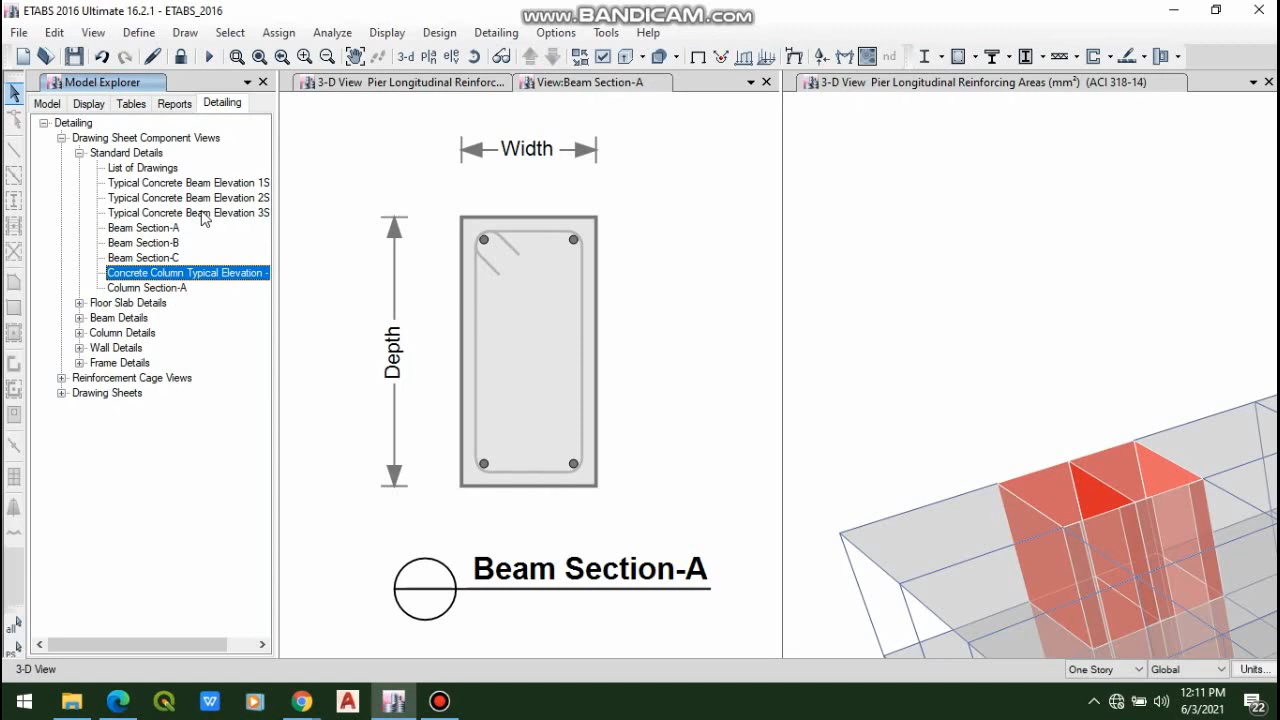 ETABS 2016 Ultimate 16.2.1 - ETABS_2016
www.BANDICAM.com
File Edit View Define Draw Select Assign Analyze Display Design Detailing Options Tools Help
3-d nd
Model Explorer
3-D View Pier Longitudinal Reinforc...
View:Beam Section-A
3-D View Pier Longitudinal Reinforcing Areas (mm²) (ACI 318-14)
Model Display Tables Reports Detailing
Detailing
Drawing Sheet Component Views
Standard Details
List of Drawings
Typical Concrete Beam Elevation 1S
Typical Concrete Beam Elevation 2S
Typical Concrete Beam Elevation 3S
Beam Section-A
Beam Section-B
Beam Section-C
Concrete Column Typical Elevation -
Column Section-A
Floor Slab Details
Beam Details
Column Details
Wall Details
Frame Details
Reinforcement Cage Views
Drawing Sheets
Width
Depth
Beam Section-A
all
ps
3-D View
One Story
Global
Units...
12:11 PM
6/3/2021
22